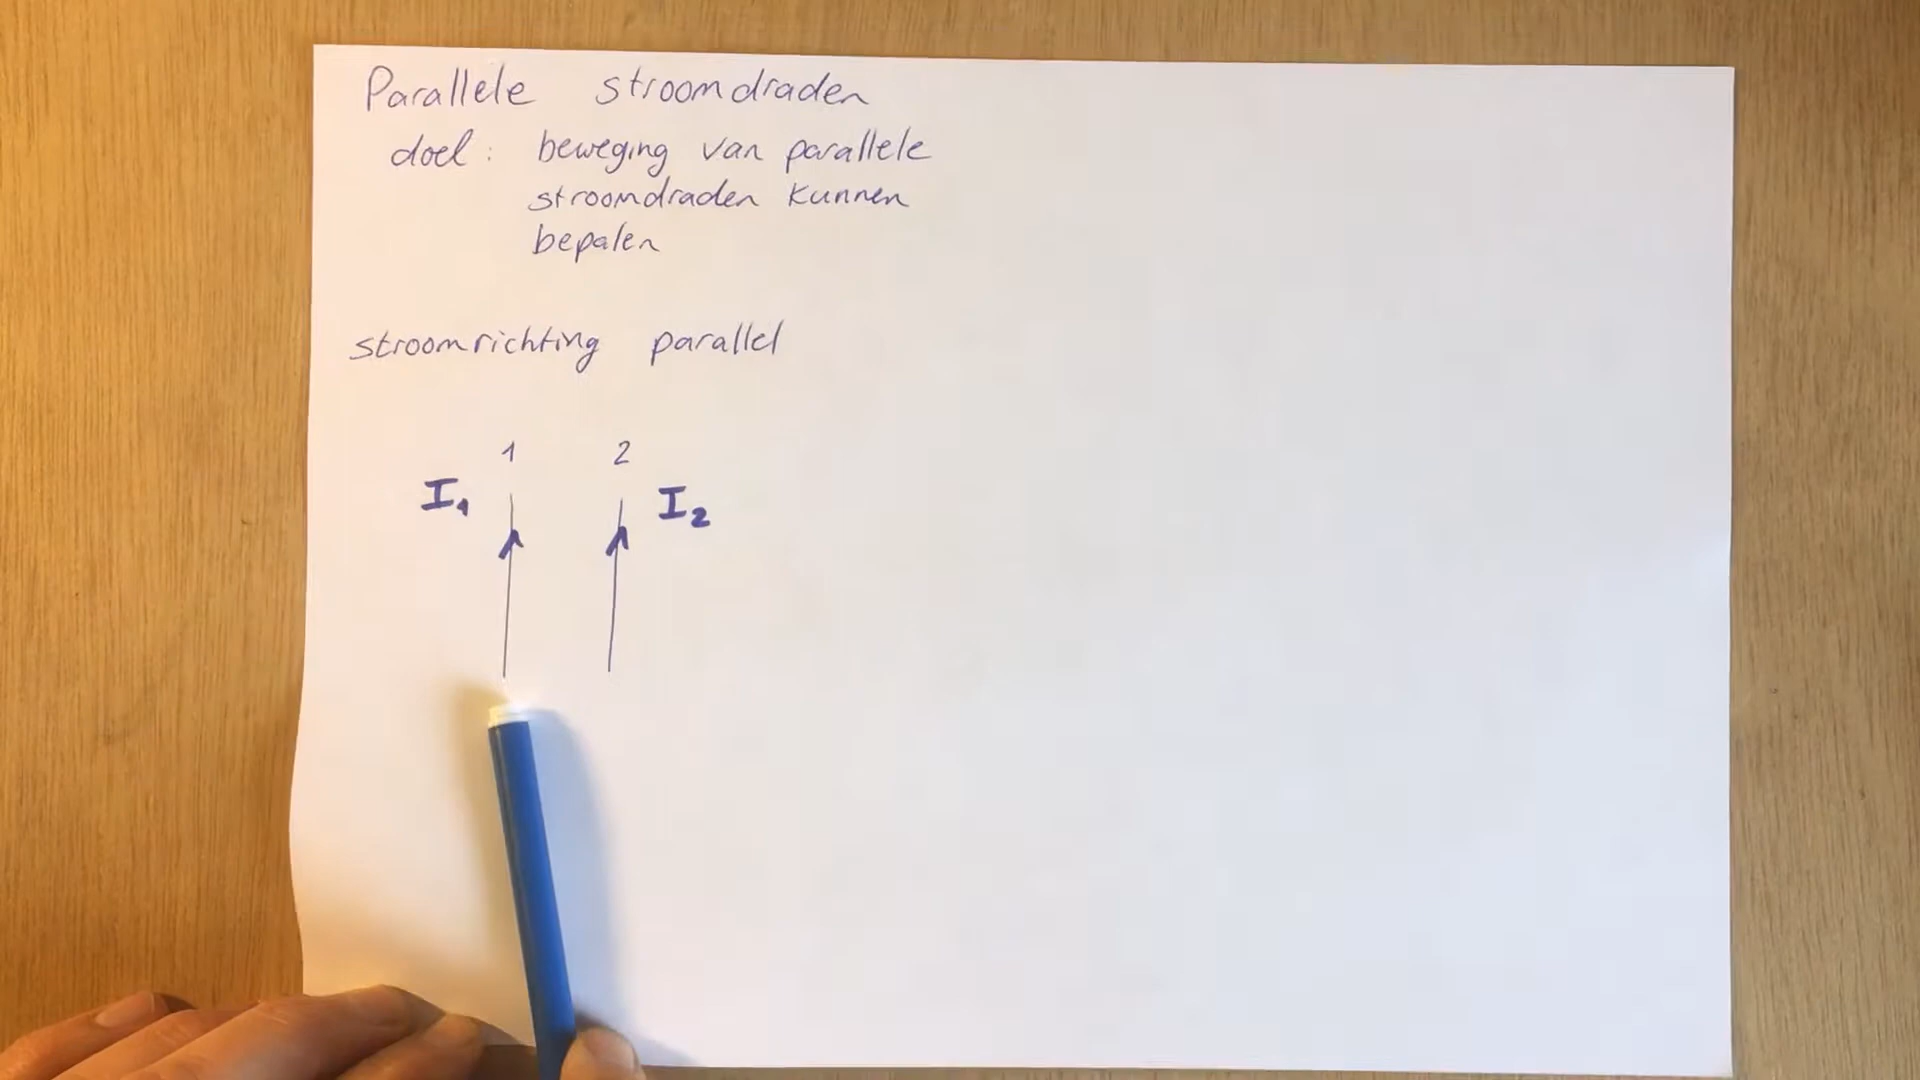 Parallele stroomdraden
doel: beweging van parallele
stroomdraden kunnen
bepalen
stroomrichting parallel
1 2
I₁ I₂